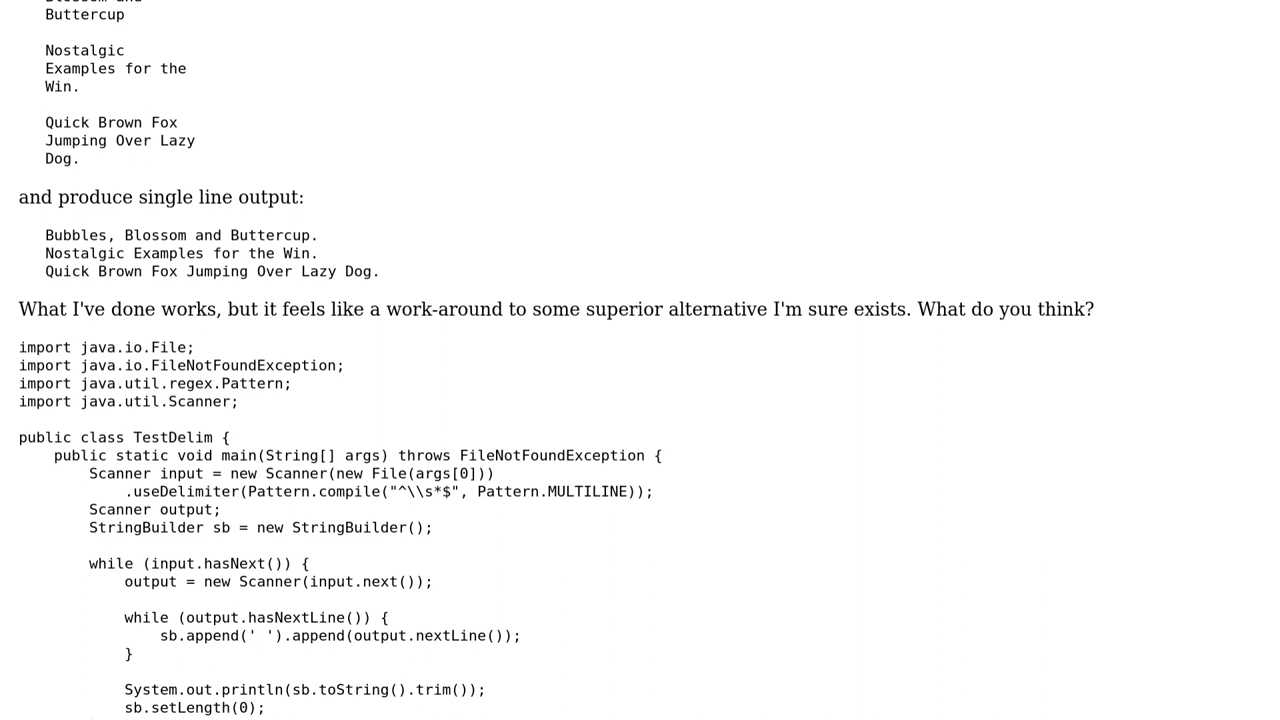 Blossom and
Buttercup
Nostalgic
Examples for the
Win.
Quick Brown Fox
Jumping Over Lazy
Dog.
and produce single line output:
Bubbles, Blossom and Buttercup.
Nostalgic Examples for the Win.
Quick Brown Fox Jumping Over Lazy Dog.
What I've done works, but it feels like a work-around to some superior alternative I'm sure exists. What do you think?
import java.io.File;
import java.io.FileNotFoundException;
import java.util.regex.Pattern;
import java.util.Scanner;
public class TestDelim {
    public static void main(String[] args) throws FileNotFoundException {
        Scanner input = new Scanner(new File(args[0]))
            .useDelimiter(Pattern.compile("^\\s*$", Pattern.MULTILINE));
        Scanner output;
        StringBuilder sb = new StringBuilder();
        while (input.hasNext()) {
            output = new Scanner(input.next());
            while (output.hasNextLine()) {
                sb.append(' ').append(output.nextLine());
            }
            System.out.println(sb.toString().trim());
            sb.setLength(0);